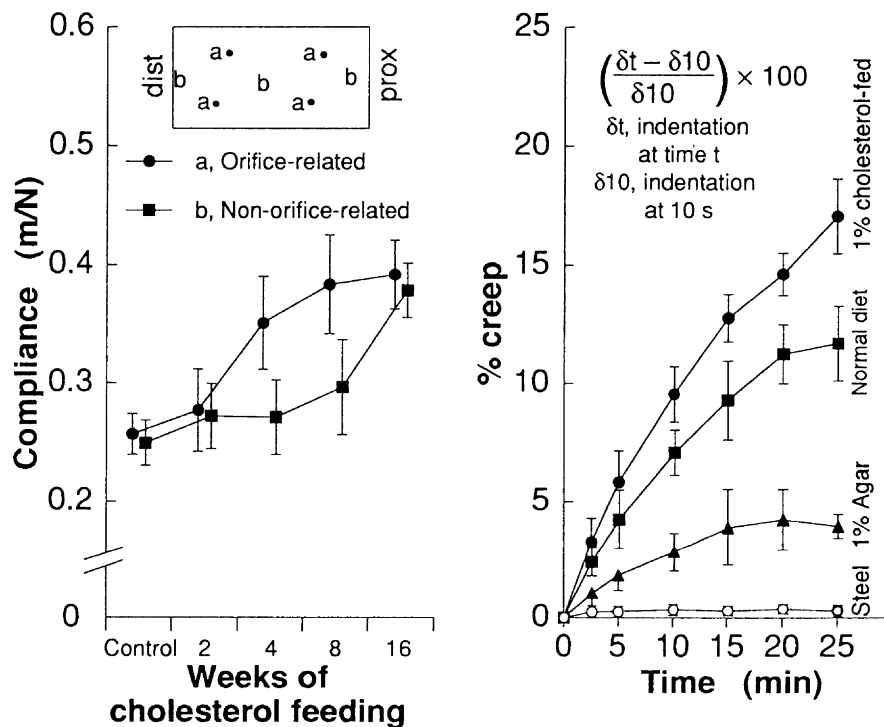 0.6
0.5
0.4
0.3
0.2
0
Compliance (m/N)
dist
prox
a
a
b
b
b
a
a
a, Orifice-related
b, Non-orifice-related
Control
2
4
8
16
Weeks of
cholesterol feeding
25
20
15
10
5
0
% creep
(δt – δ10 / δ10) × 100
δt, indentation
at time t
δ10, indentation
at 10 s
1% cholesterol-fed
Normal diet
1% Agar
Steel
0
5
10
15
20
25
Time (min)